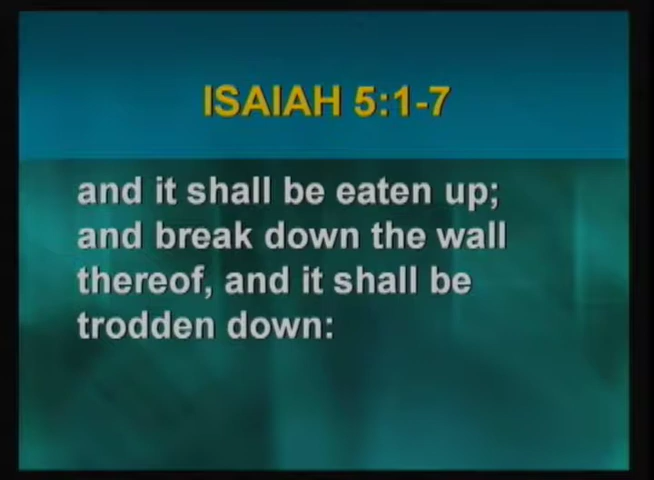 ISAIAH 5:1-7
and it shall be eaten up;
and break down the wall
thereof, and it shall be
trodden down: